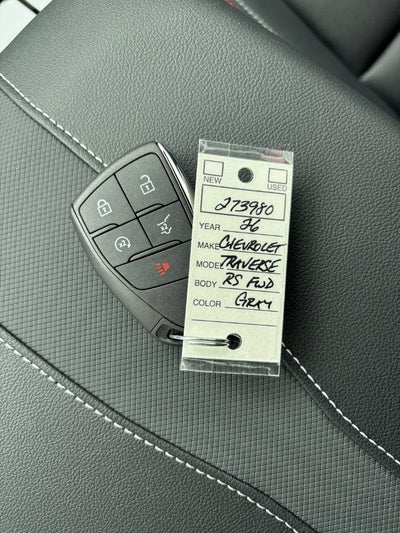 NEW USED
273980
YEAR 26
MAKE CHEVROLET
MODEL TRAVERSE
BODY RS FWD
COLOR GRAY